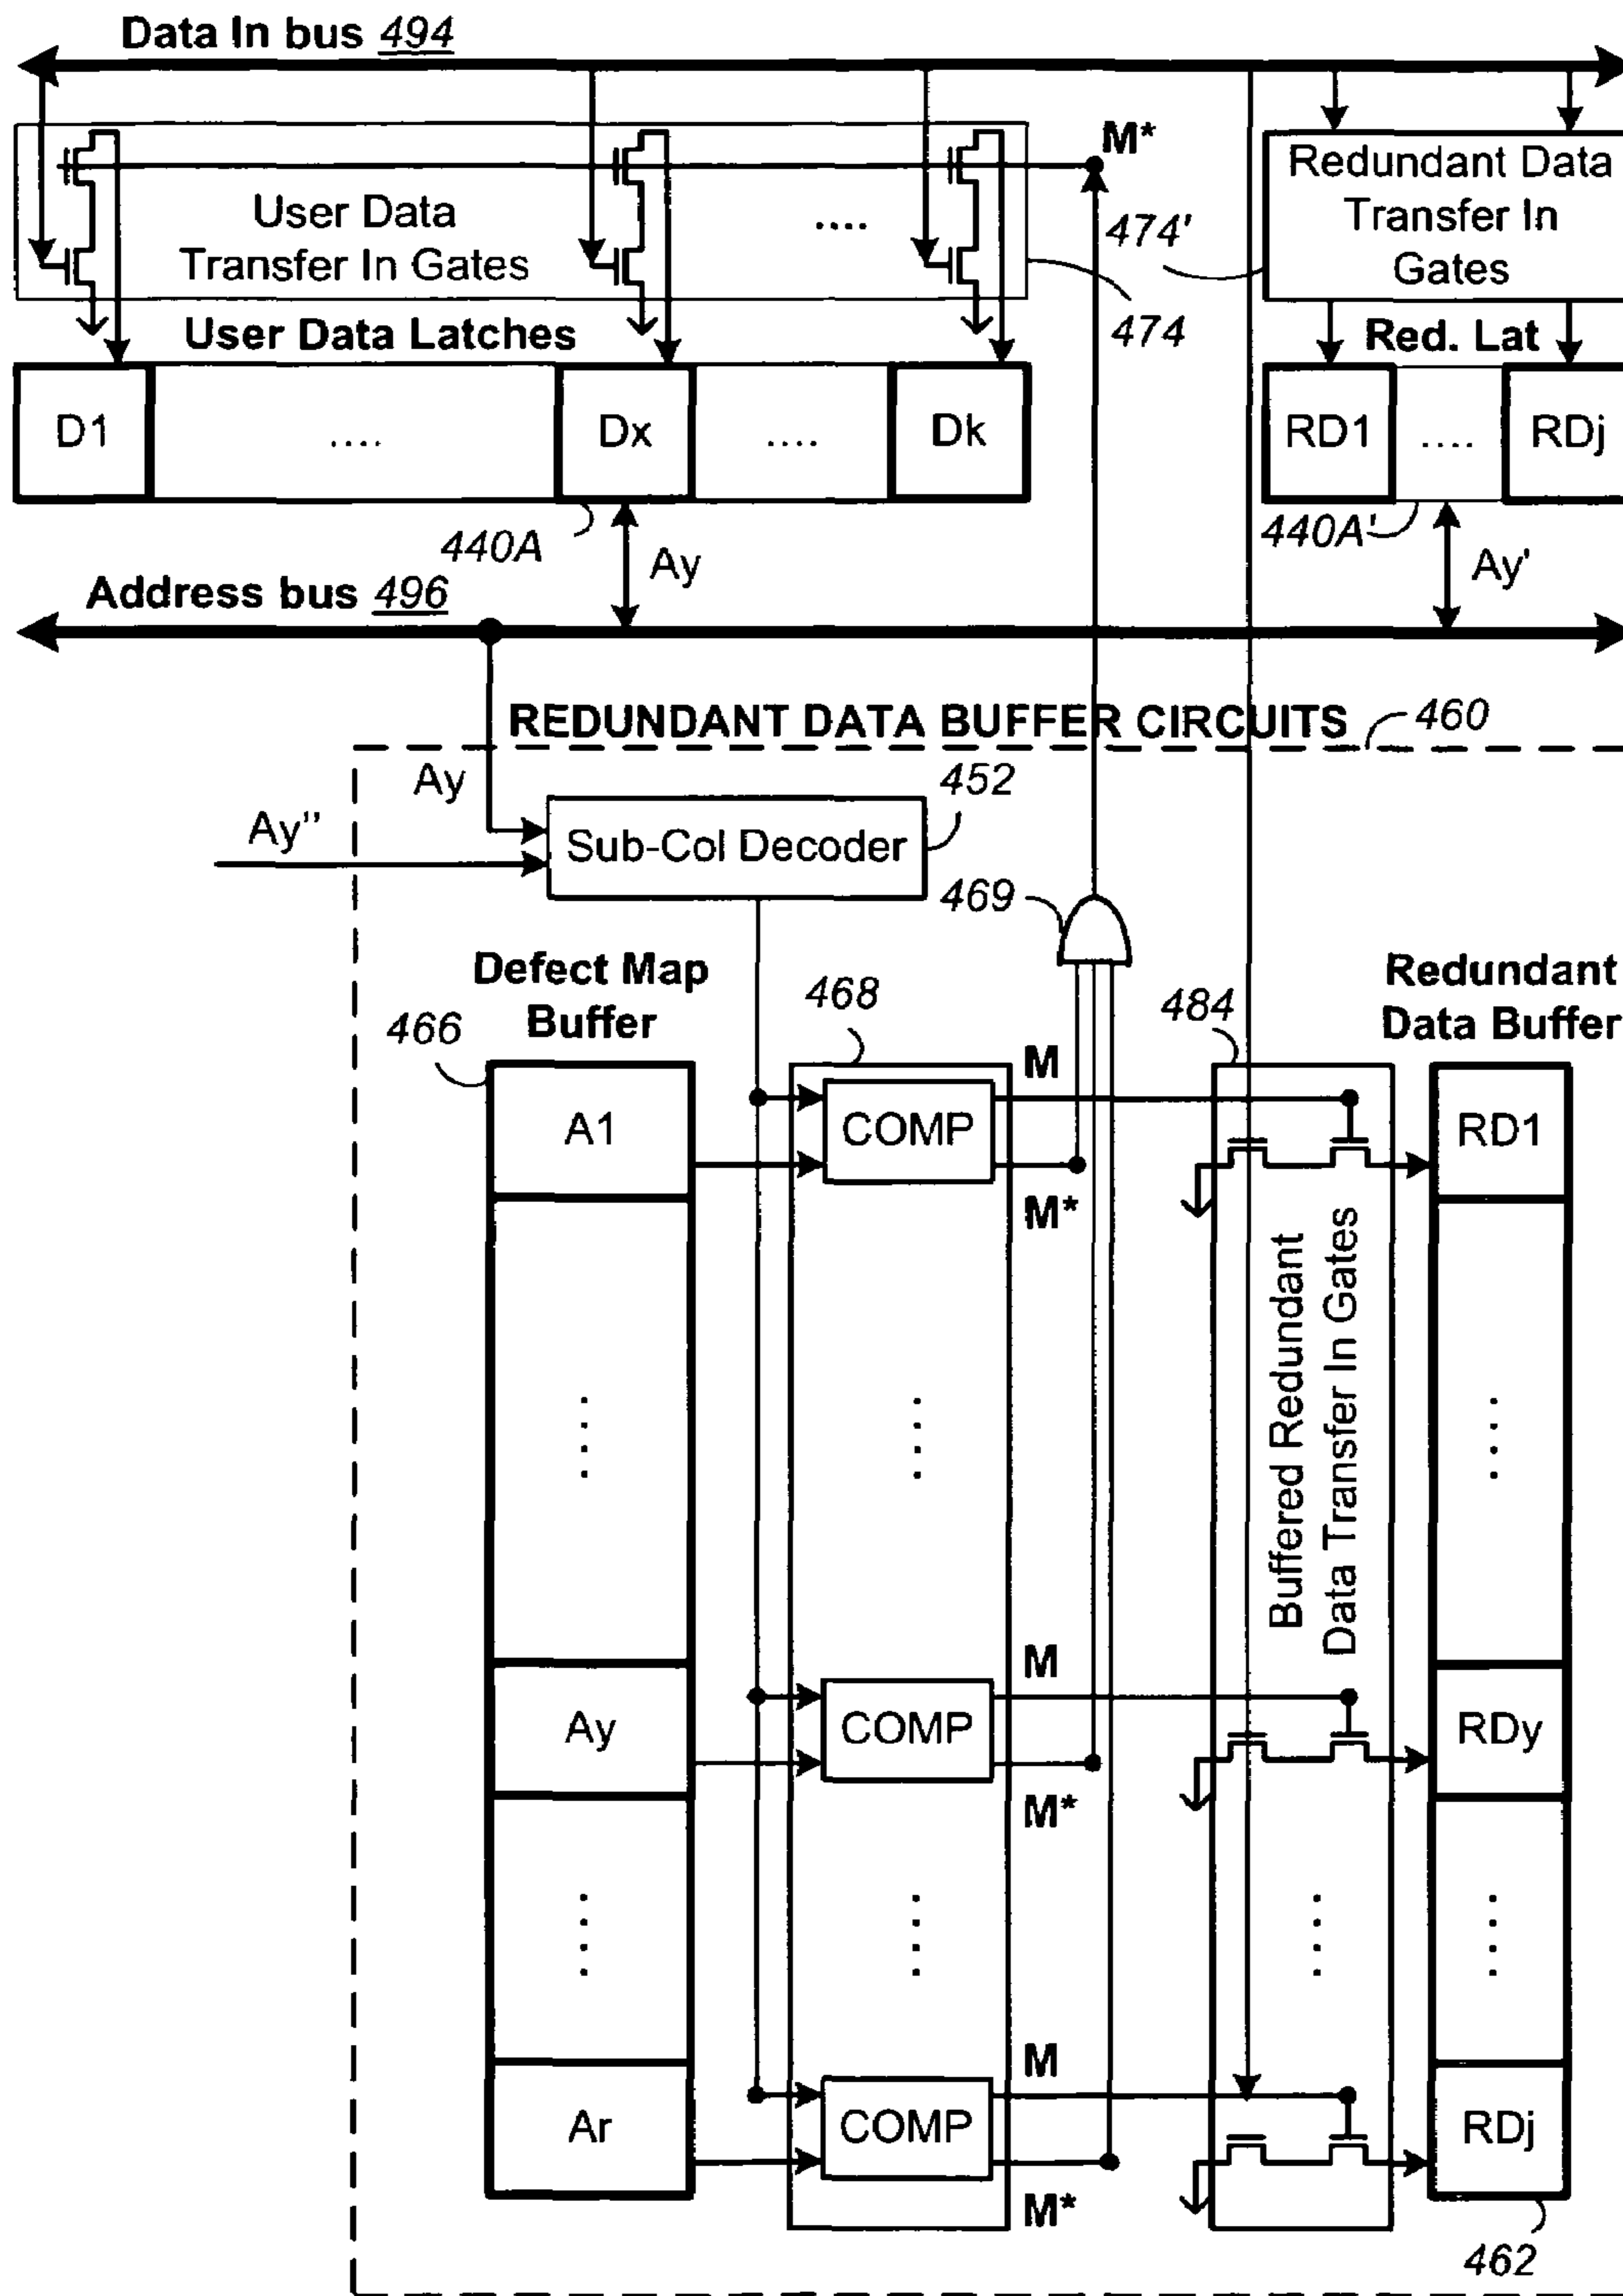 Data In bus 494
M*
User Data
Transfer In Gates
....
474'
Redundant Data
Transfer In
Gates
474
User Data Latches
Red. Lat
D1
....
Dx
....
Dk
RD1
....
RDj
440A
Ay
440A'
Ay'
Address bus 496
REDUNDANT DATA BUFFER CIRCUITS
460
Ay
Ay''
Sub-Col Decoder
452
469
Defect Map
Buffer
466
468
484
Redundant
Data Buffer
A1
COMP
M
M*
RD1
Buffered Redundant
Data Transfer In Gates
....
....
....
Ay
COMP
M
M*
RDy
....
....
....
....
Ar
COMP
M
M*
RDj
462